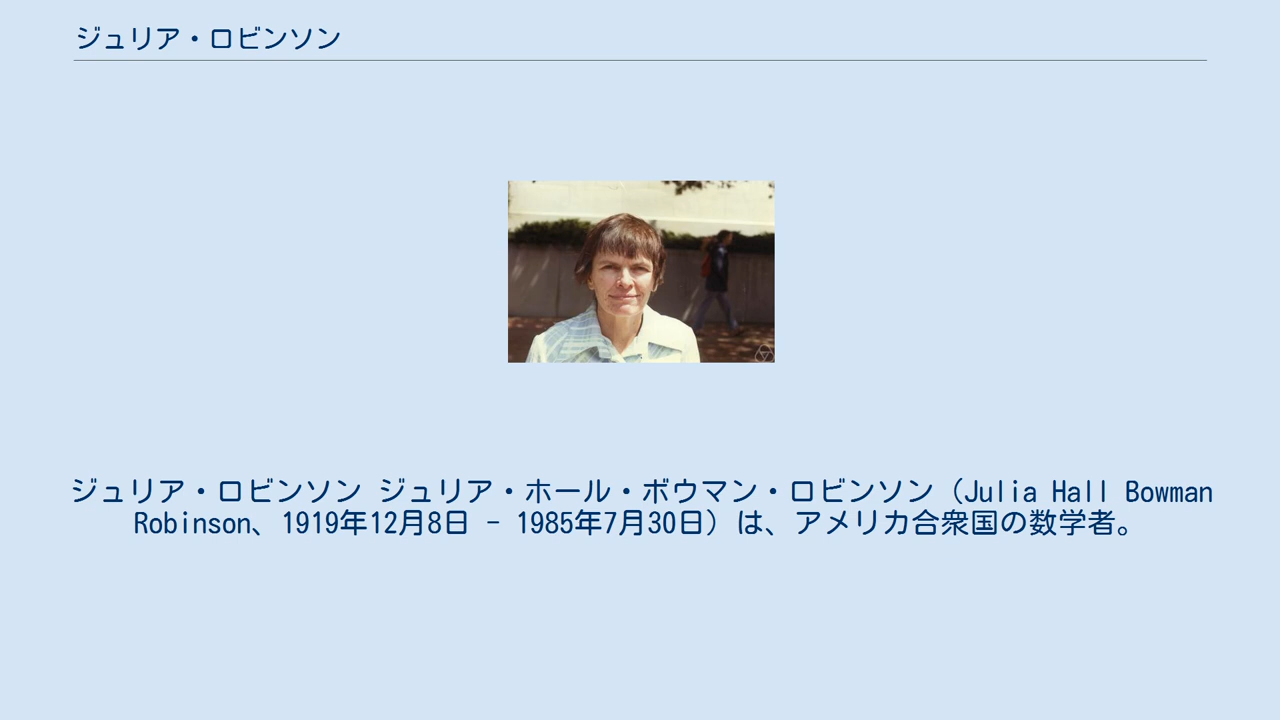 ジュリア・ロビンソン
ジュリア・ロビンソン ジュリア・ホール・ボウマン・ロビンソン（Julia Hall Bowman
Robinson、1919年12月8日 - 1985年7月30日）は、アメリカ合衆国の数学者。